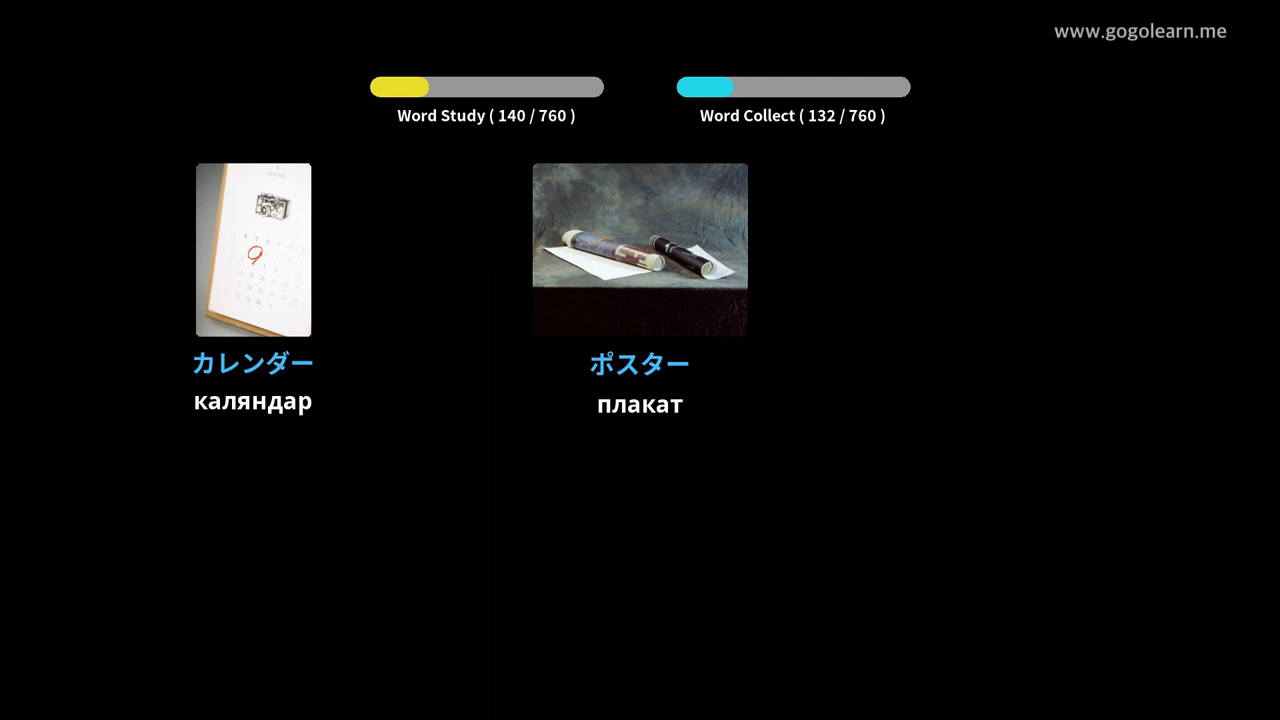 www.gogolearn.me
Word Study ( 140 / 760 )
Word Collect ( 132 / 760 )
カレンダー
каляндар
ポスター
плакат